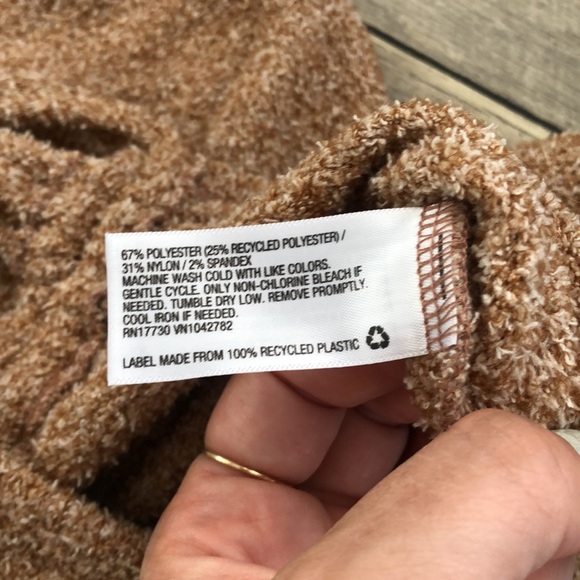 67% POLYESTER (25% RECYCLED POLYESTER) /
31% NYLON / 2% SPANDEX
MACHINE WASH COLD WITH LIKE COLORS.
GENTLE CYCLE. ONLY NON-CHLORINE BLEACH IF
NEEDED. TUMBLE DRY LOW. REMOVE PROMPTLY.
COOL IRON IF NEEDED.
RN17730 VN1042782
LABEL MADE FROM 100% RECYCLED PLASTIC